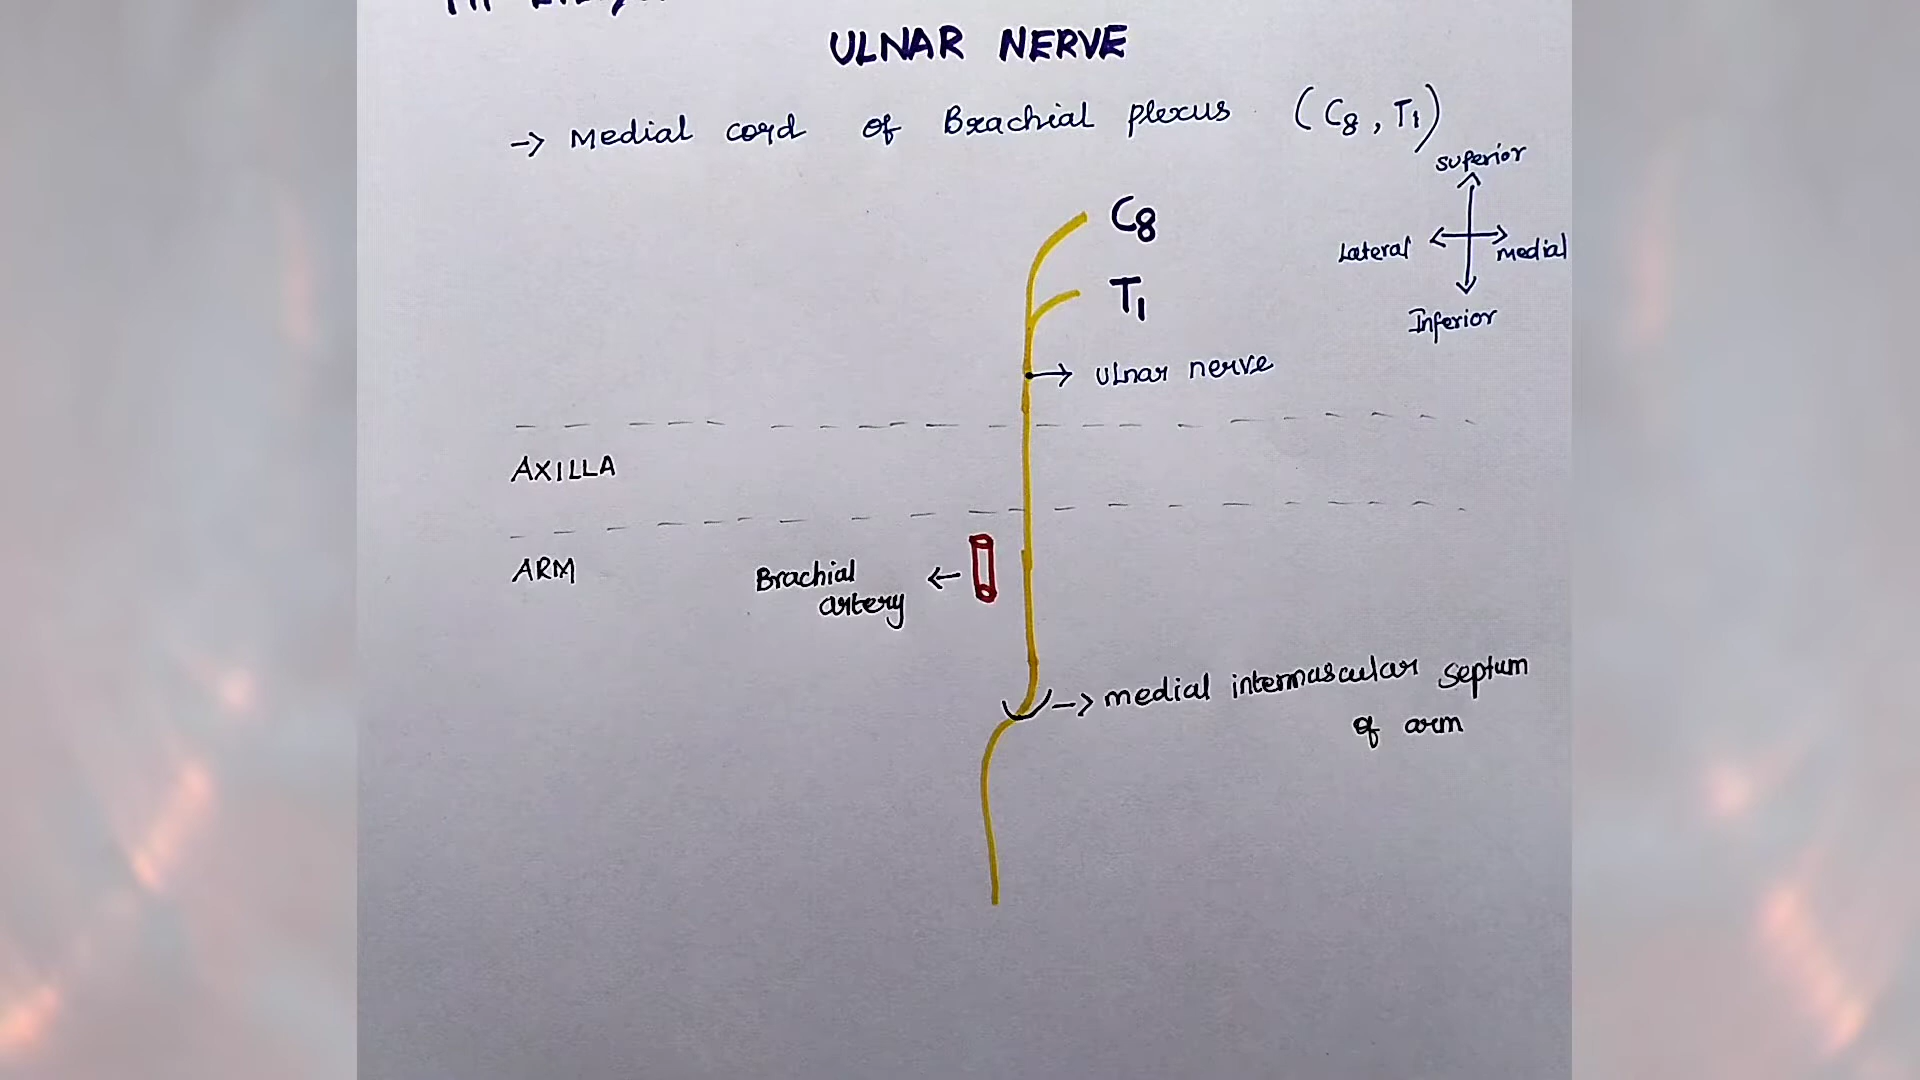 ULNAR NERVE
-> Medial cord of Brachial plexus (C8, T1)
superior
Lateral
medial
Inferior
C8
T1
ulnar nerve
AXILLA
ARM
Brachial
artery
medial intermuscular septum
of arm